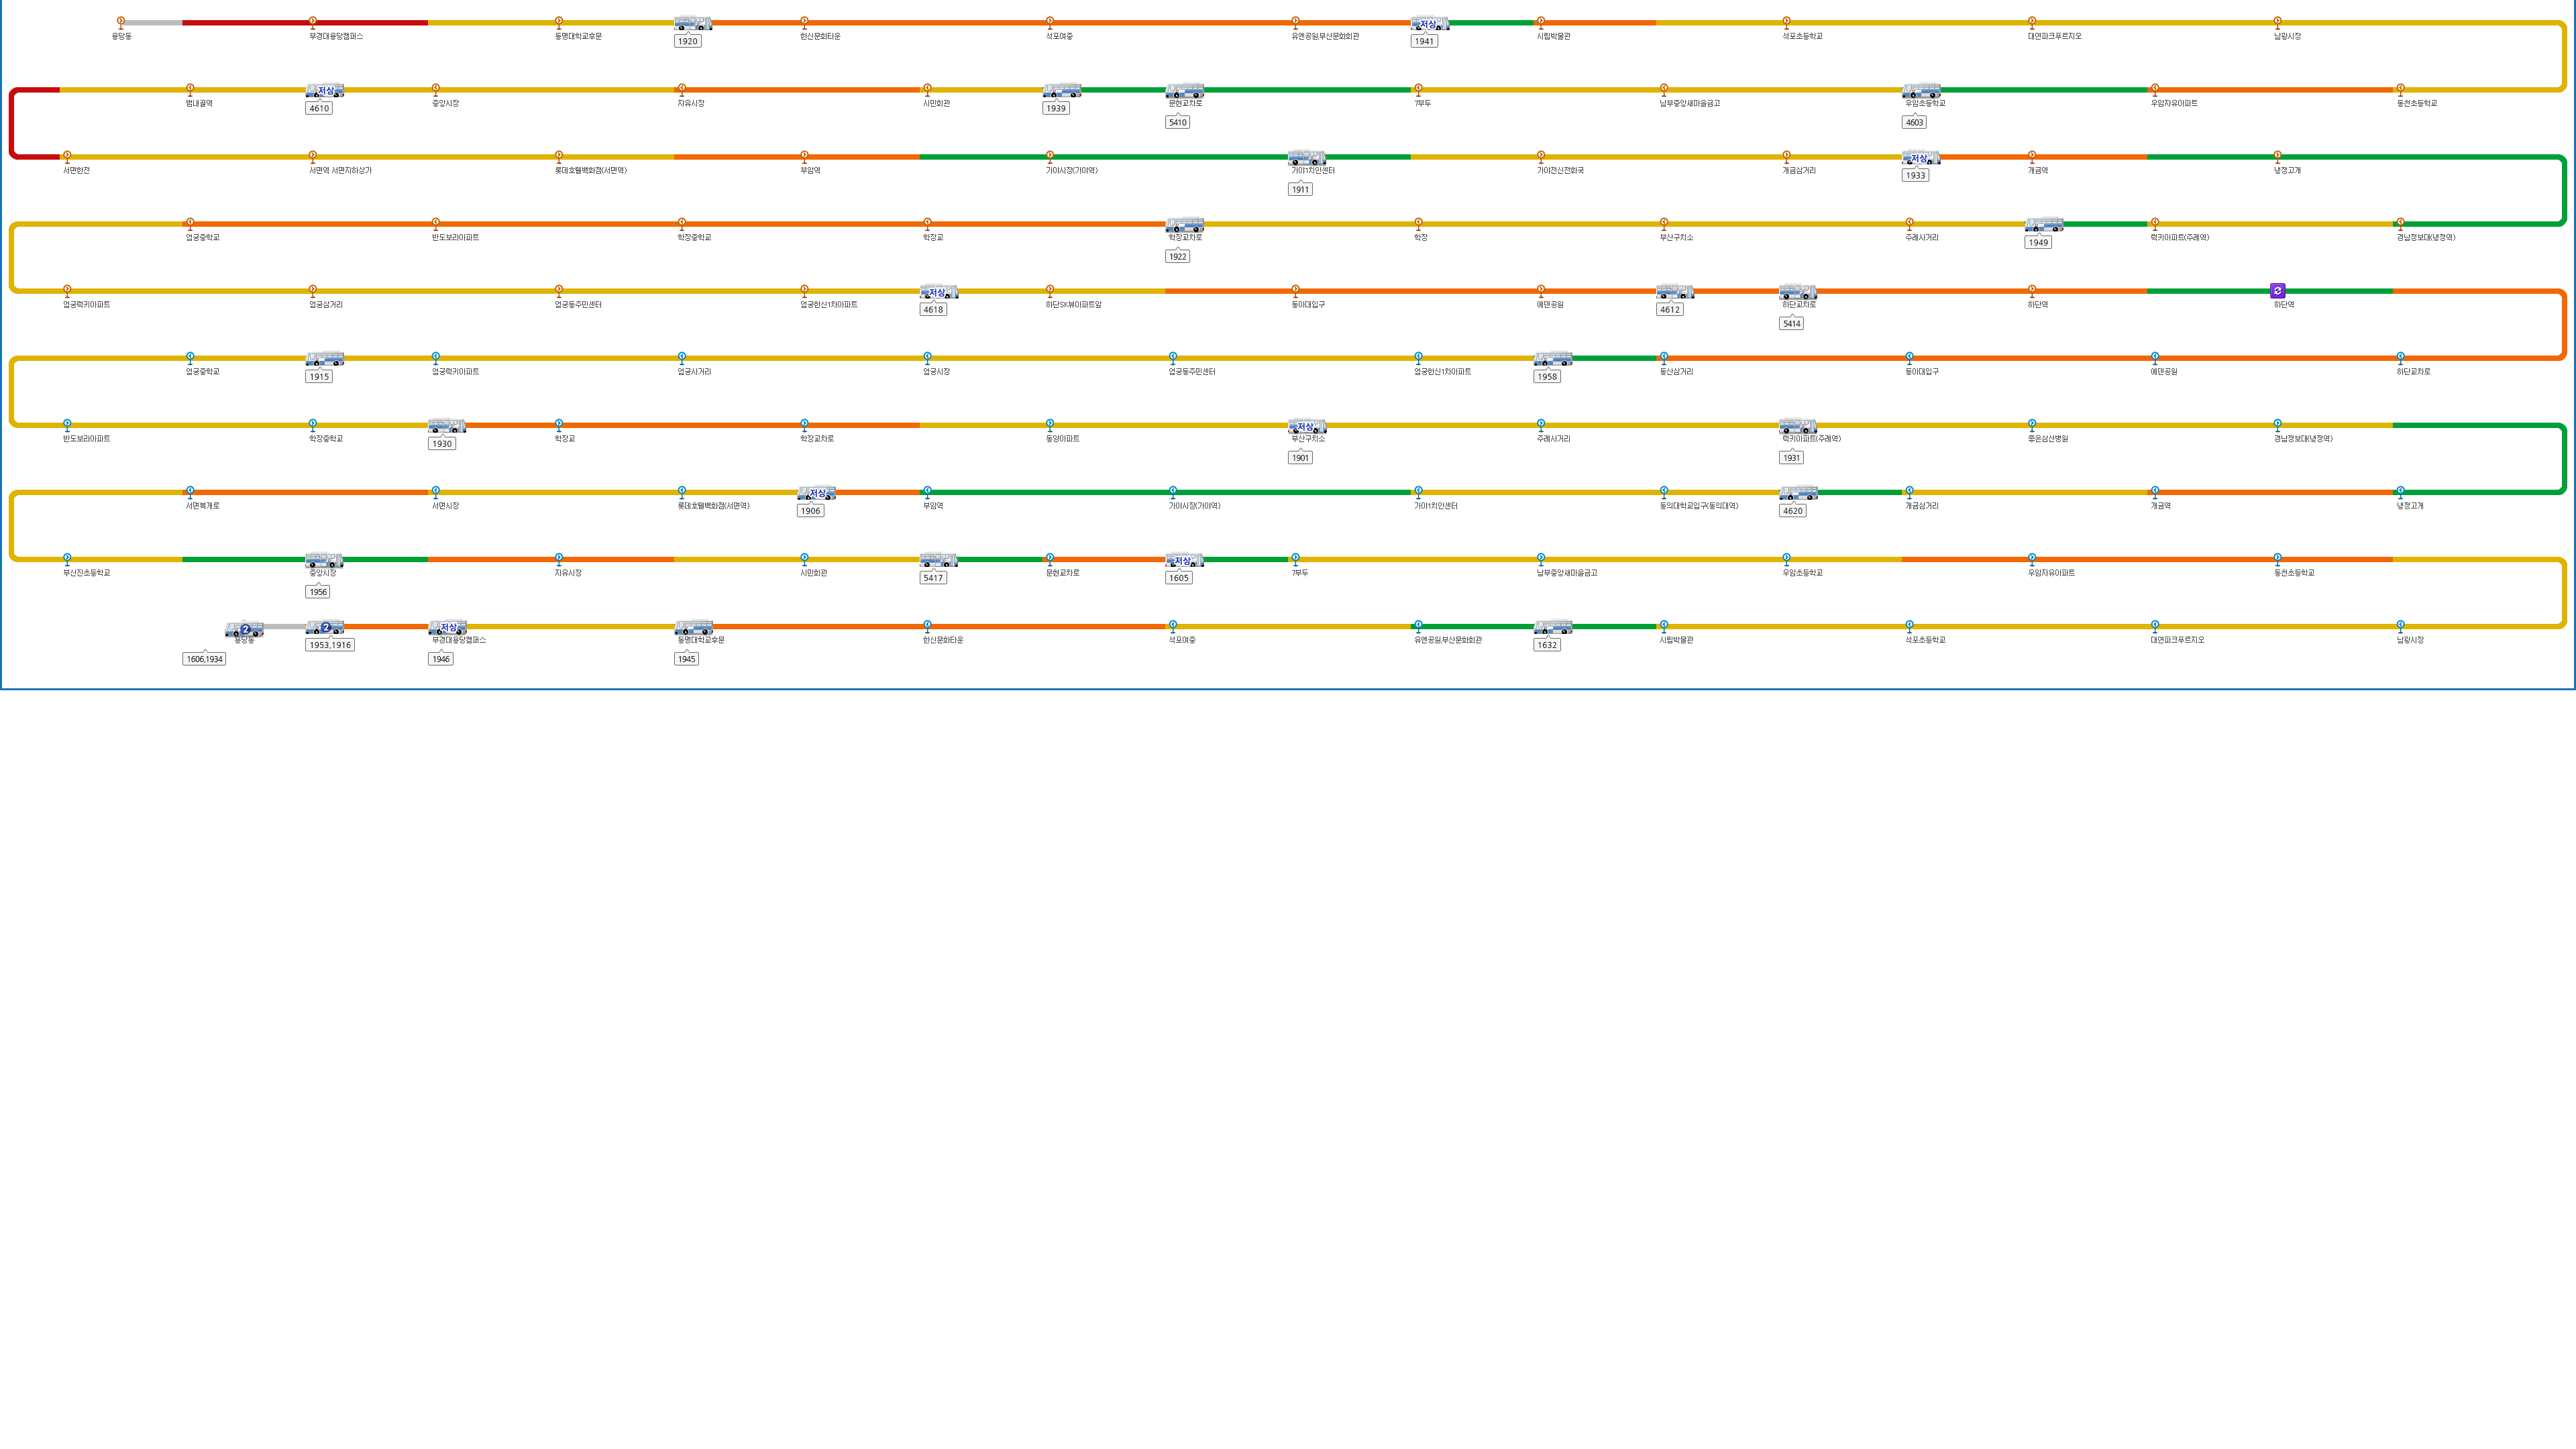 용당동 부경대용당캠퍼스 동명대학교후문 한신문화타운 석포여중 유엔공원,부산문화회관 저상 시립박물관 석포초등학교 대연파크푸르지오 남광시장
1920 1941
범내골역 저상 중앙시장 자유시장 시민회관 문현교차로 7부두 남부중앙새마을금고 우암초등학교 우암자유아파트 동천초등학교
4610 1939 5410 4603
서면한전 서면역.서면지하상가 롯데호텔백화점(서면역) 부암역 가야시장(가야역) 가야1치안센터 가야전신전화국 개금삼거리 저상 개금역 냉정고개
1911 1933
엄궁중학교 반도보라아파트 학장중학교 학장교 학장교차로 학장 부산구치소 주례사거리 럭키아파트(주례역) 경남정보대(냉정역)
1922 1949
엄궁럭키아파트 엄궁삼거리 엄궁동주민센터 엄궁한신1차아파트 저상 하단SK뷰아파트앞 동아대입구 에덴공원 하단교차로 하단역 하단역
4618 4612 5414
엄궁중학교 엄궁럭키아파트 엄궁사거리 엄궁시장 엄궁동주민센터 엄궁한신1차아파트 동산삼거리 동아대입구 에덴공원 하단교차로
1915 1958
반도보라아파트 학장중학교 학장교 학장교차로 동양아파트 저상 부산구치소 주례사거리 럭키아파트(주례역) 좋은삼선병원 경남정보대(냉정역)
1930 1901 1931
서면복개로 서면시장 롯데호텔백화점(서면역) 저상 부암역 가야시장(가야역) 가야1치안센터 동의대학교입구(동의대역) 개금삼거리 개금역 냉정고개
1906 4620
부산진초등학교 중앙시장 자유시장 시민회관 문현교차로 저상 7부두 남부중앙새마을금고 우암초등학교 우암자유아파트 동천초등학교
1956 5417 1605
2 용당동 2 저상 부경대용당캠퍼스 동명대학교후문 한신문화타운 석포여중 유엔공원,부산문화회관 시립박물관 석포초등학교 대연파크푸르지오 남광시장
1606,1934 1953,1916 1946 1945 1632